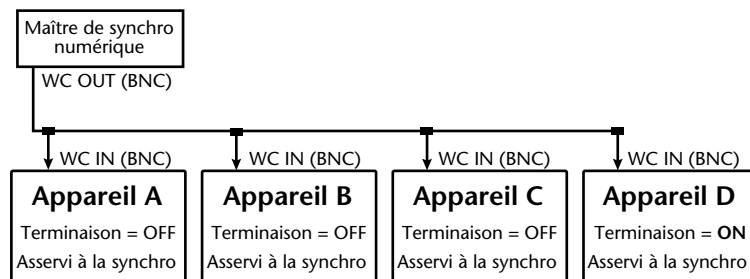 Maître de synchro
numérique
WC OUT (BNC)
WC IN (BNC) WC IN (BNC) WC IN (BNC) WC IN (BNC)
Appareil A Appareil B Appareil C Appareil D
Terminaison = OFF Terminaison = OFF Terminaison = OFF Terminaison = ON
Asservi à la synchro Asservi à la synchro Asservi à la synchro Asservi à la synchro